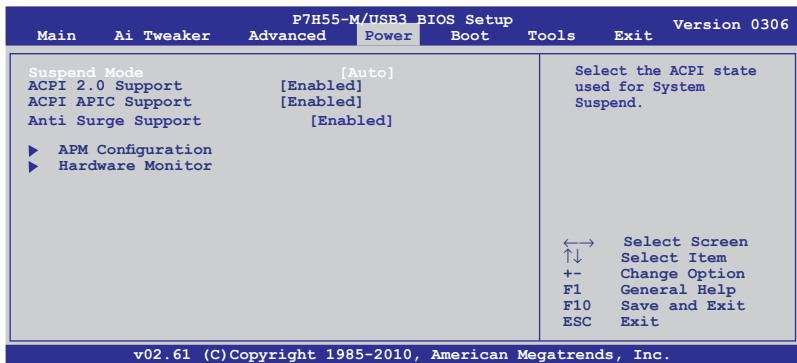 P7H55-M/USB3 BIOS Setup
Version 0306
Main Ai Tweaker Advanced Power Boot Tools Exit
Suspend Mode [Auto]
ACPI 2.0 Support [Enabled]
ACPI APIC Support [Enabled]
Anti Surge Support [Enabled]
▶ APM Configuration
▶ Hardware Monitor
Select the ACPI state
used for System
Suspend.
←→ Select Screen
↑↓ Select Item
+- Change Option
F1 General Help
F10 Save and Exit
ESC Exit
v02.61 (C)Copyright 1985-2010, American Megatrends, Inc.